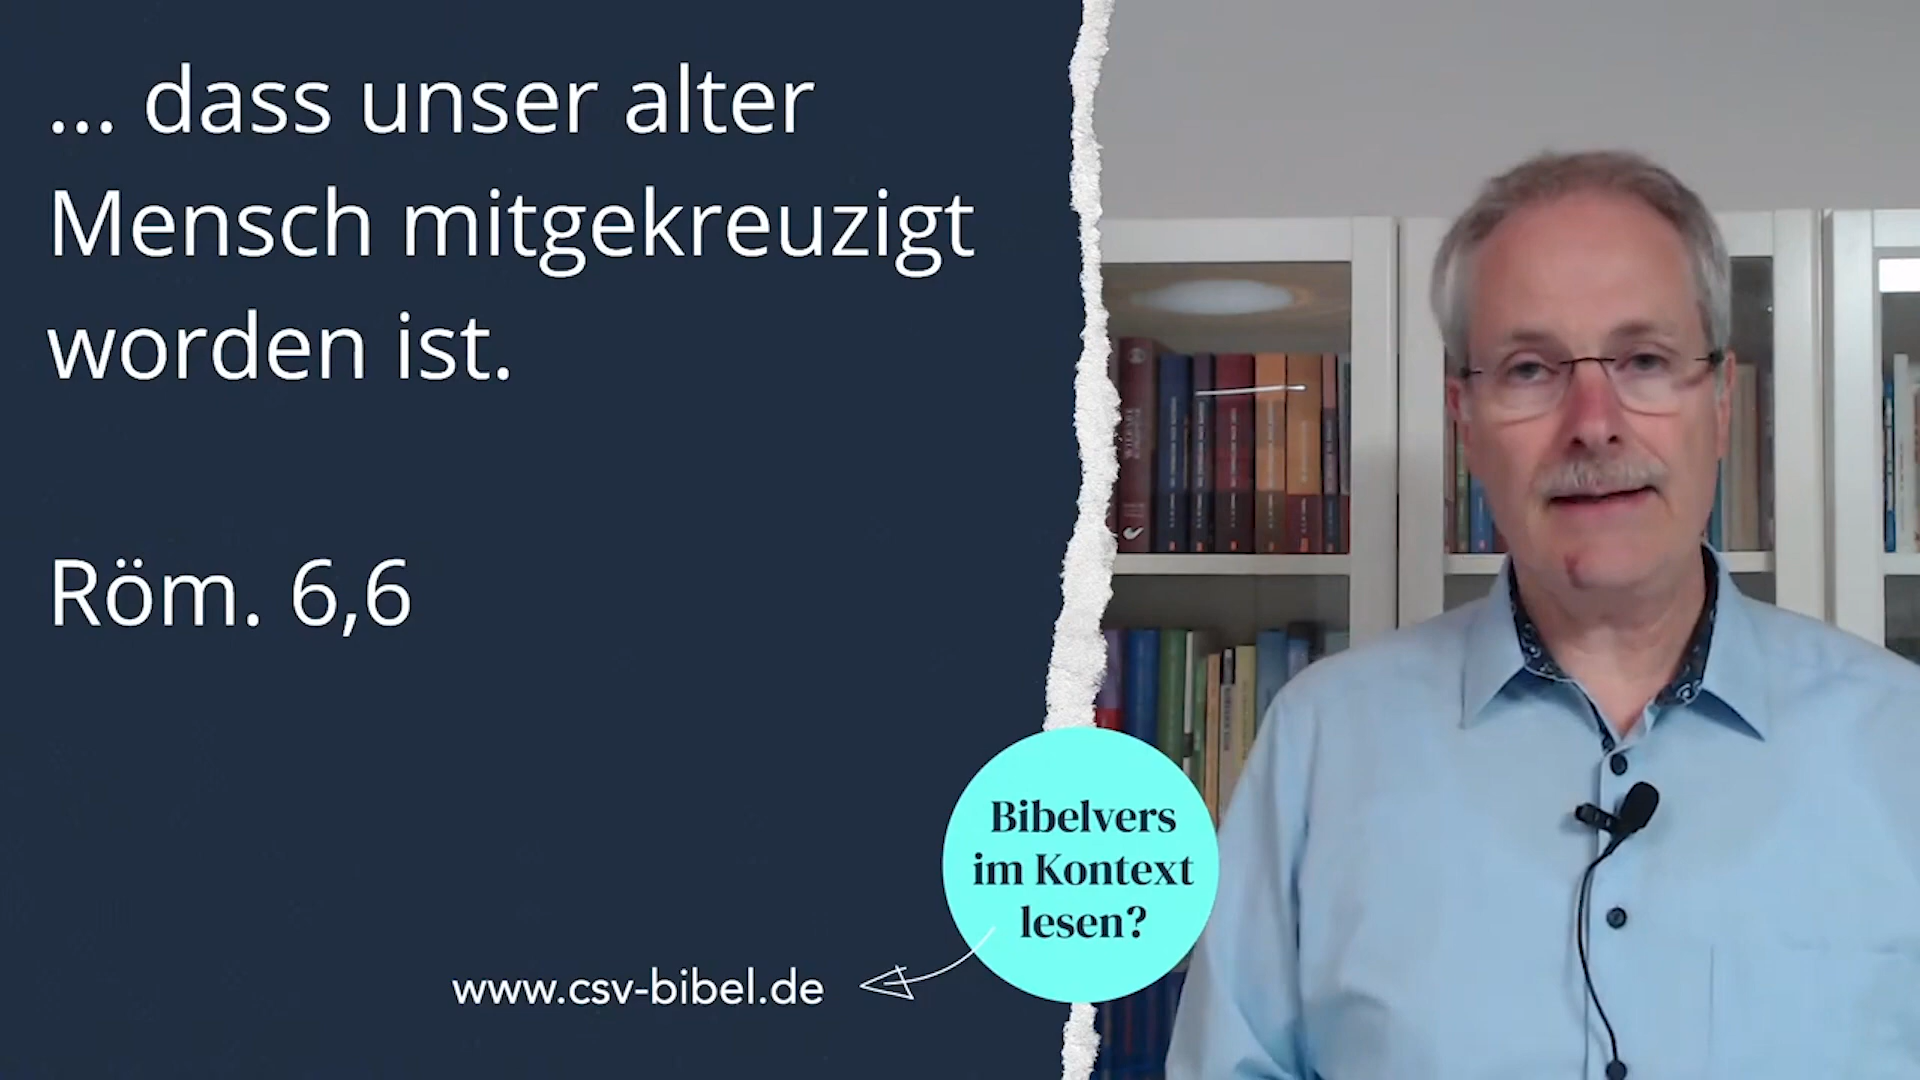 ... dass unser alter
Mensch mitgekreuzigt
worden ist.
Röm. 6,6
Bibelvers
im Kontext
lesen?
www.csv-bibel.de